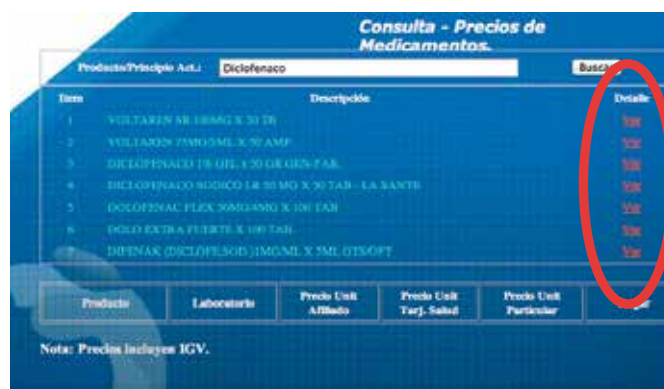 Consulta - Precios de
Medicamentos.
Producto/Principio Act.: Diclofenaco Buscar
Item Descripción Detalle
1 VOLTAREN SR 100MG X 30 TB Ver
2 VOLTAREN 75MG/3ML X 50 AMP Ver
3 DICLOFENACO 1% GEL x 50 GR GEN-FAR. Ver
4 DICLOFENACO SODICO LR 50 MG X 50 TAB - LA SANTE Ver
5 DOLOFENAC FLEX 50MG/4MG X 100 TAB Ver
6 DOLO EXTRA FUERTE X 100 TAB Ver
7 DIFENAK (DICLOFE.SOD.)1MG/ML X 5ML GTS/OFT Ver
Producto Laboratorio Precio Unit Afiliado Precio Unit Tarj. Salud Precio Unit Particular
Nota: Precios incluyen IGV.